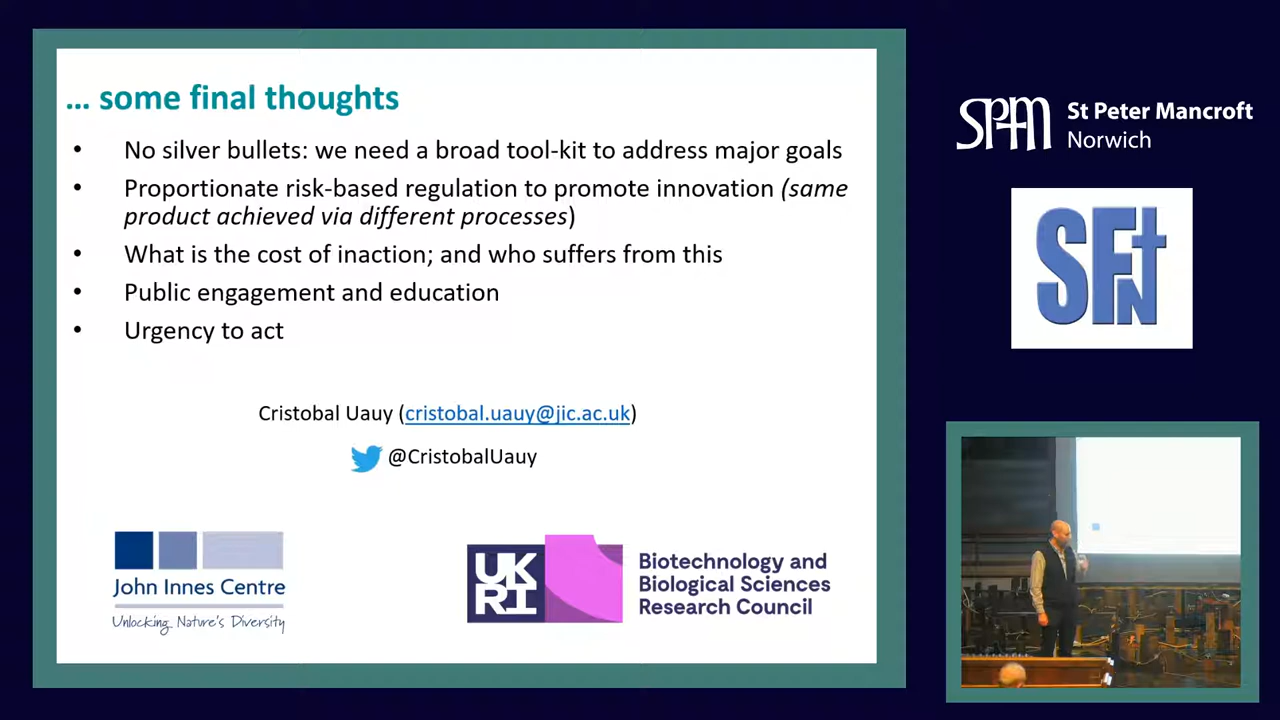 ... some final thoughts
• No silver bullets: we need a broad tool-kit to address major goals
• Proportionate risk-based regulation to promote innovation (same
product achieved via different processes)
• What is the cost of inaction; and who suffers from this
• Public engagement and education
• Urgency to act
Cristobal Uauy (cristobal.uauy@jic.ac.uk)
@CristobalUauy
John Innes Centre
Unlocking Nature's Diversity
UK
RI
Biotechnology and
Biological Sciences
Research Council
SPM
St Peter Mancroft
Norwich
SFN